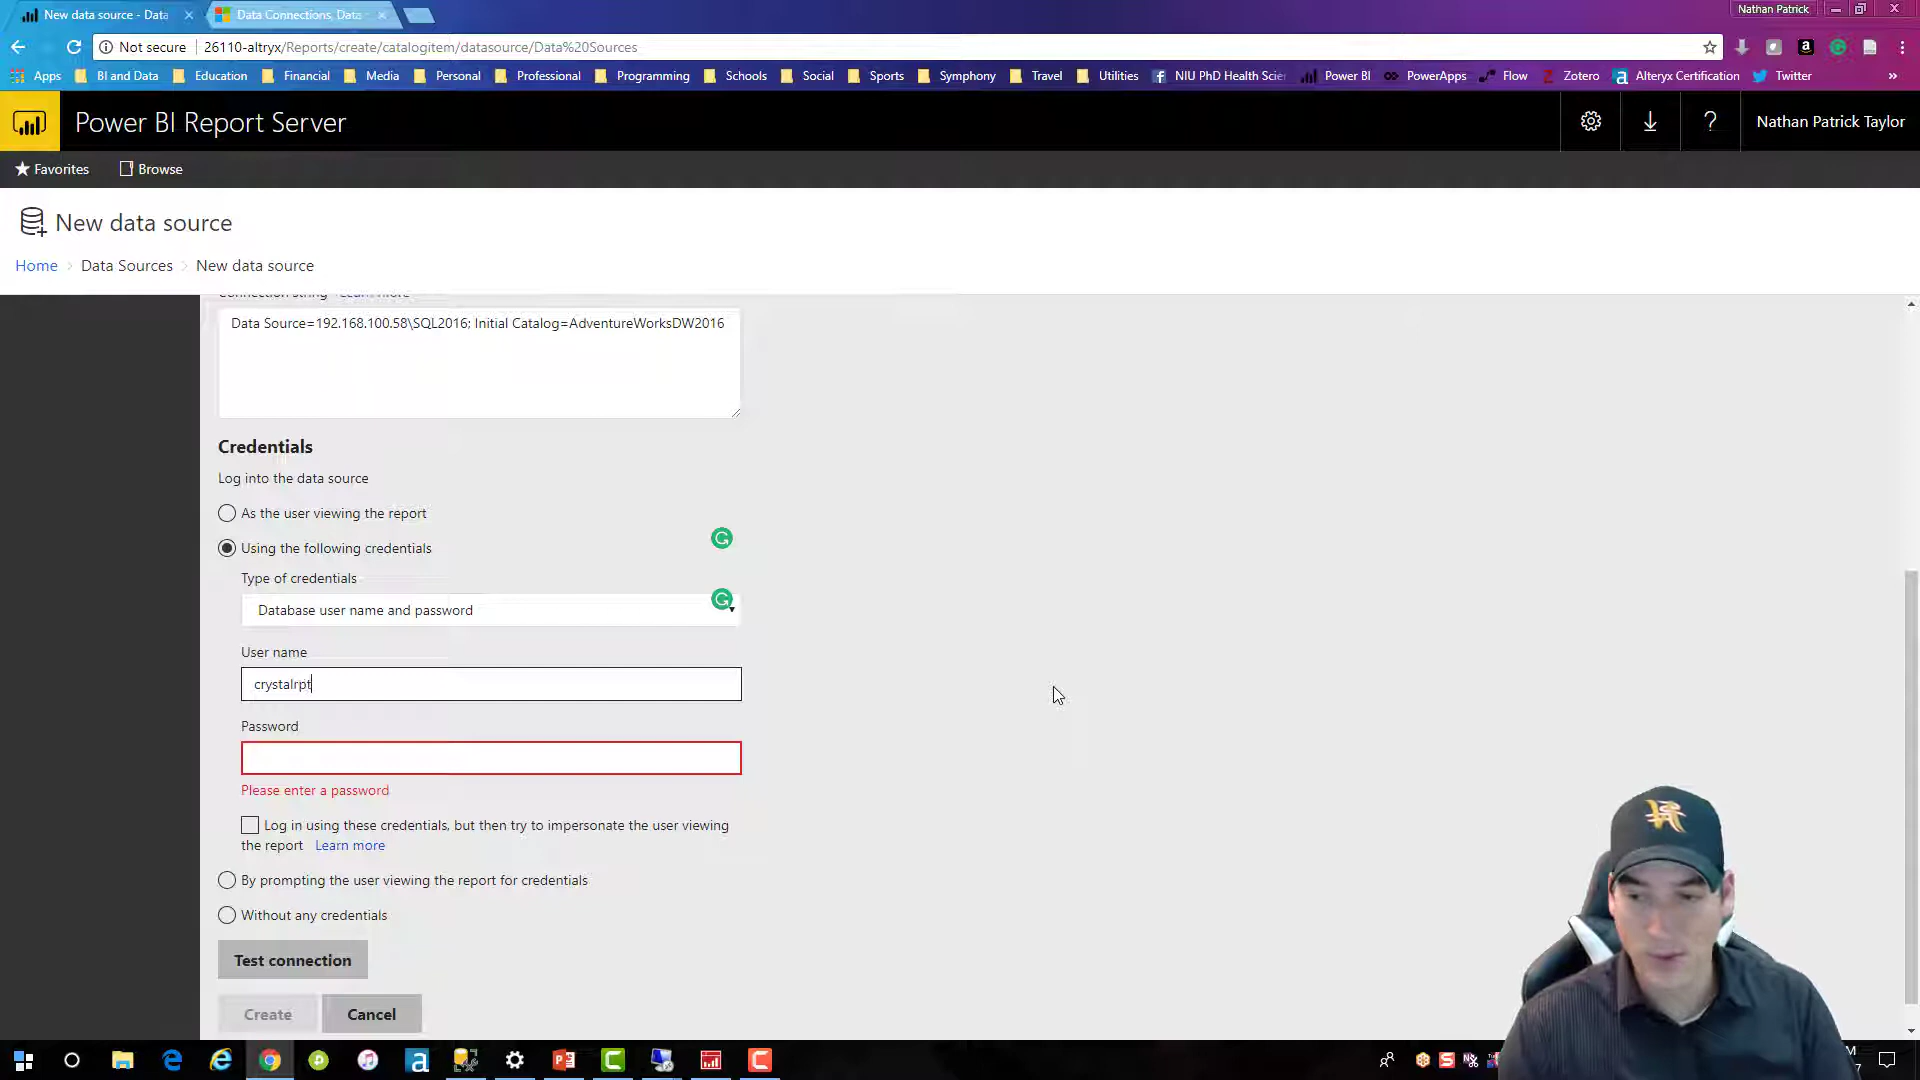 New data source - Data
Data Connections, Data
Nathan Patrick
Not secure
26110-altryx/Reports/create/catalogitem/datasource/Data%20Sources
Apps BI and Data Education Financial Media Personal Professional Programming Schools Social Sports Symphony Travel Utilities NIU PhD Health Scie Power BI PowerApps Flow Zotero Alteryx Certification Twitter »
Power BI Report Server
? Nathan Patrick Taylor
Favorites Browse
New data source
Home > Data Sources > New data source
Data Source=192.168.100.58\SQL2016; Initial Catalog=AdventureWorksDW2016
Credentials
Log into the data source
As the user viewing the report
Using the following credentials
Type of credentials
Database user name and password
User name
crystalrpt
Password
Please enter a password
Log in using these credentials, but then try to impersonate the user viewing
the report Learn more
By prompting the user viewing the report for credentials
Without any credentials
Test connection
Create Cancel